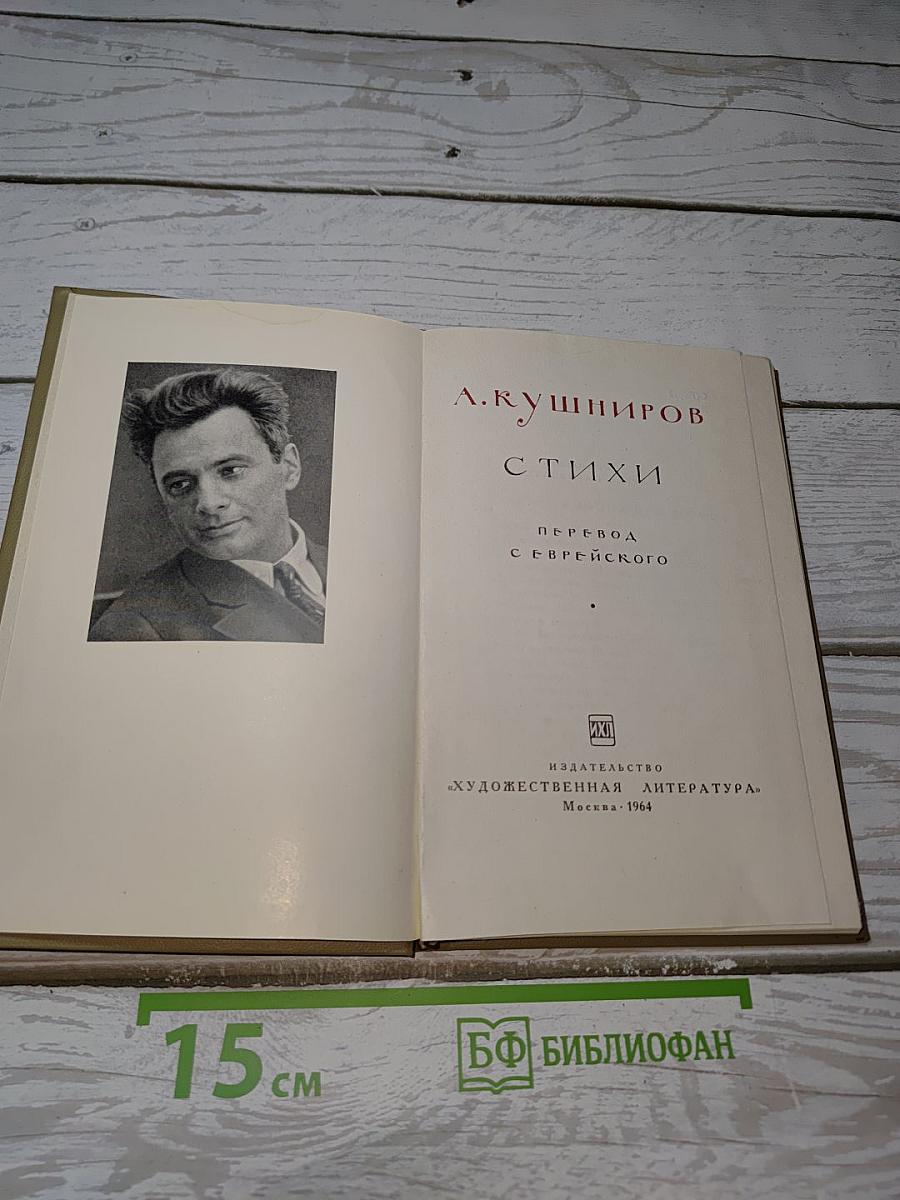 А. КУШНИРОВ
СТИХИ
ПЕРЕВОД
С ЕВРЕЙСКОГО
•
ИХЛ
ИЗДАТЕЛЬСТВО
«ХУДОЖЕСТВЕННАЯ ЛИТЕРАТУРА»
Москва · 1964
15 см
БФ БИБЛИОФАН